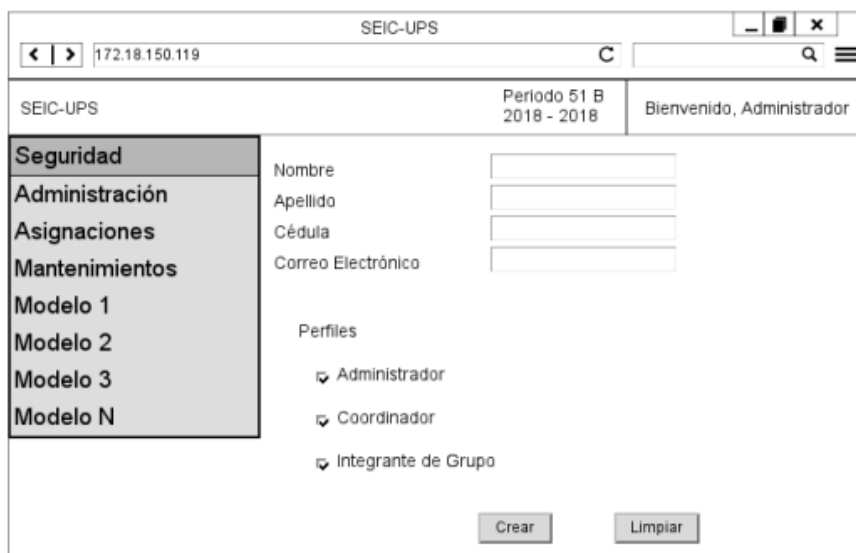 SEIC-UPS
172.18.150.119
SEIC-UPS
Periodo 51 B
2018 - 2018
Bienvenido, Administrador
Seguridad
Administración
Asignaciones
Mantenimientos
Modelo 1
Modelo 2
Modelo 3
Modelo N
Nombre
Apellido
Cédula
Correo Electrónico
Perfiles
Administrador
Coordinador
Integrante de Grupo
Crear
Limpiar